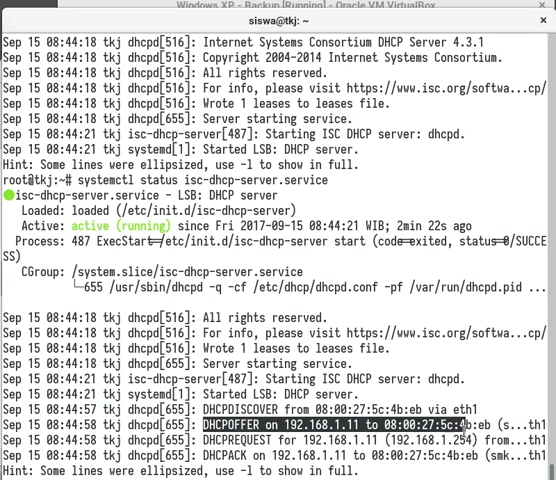 Windows XP - Backup [Running] - Oracle VM VirtualBox
siswa@tkj: ~
Sep 15 08:44:18 tkj dhcpd[516]: Internet Systems Consortium DHCP Server 4.3.1
Sep 15 08:44:18 tkj dhcpd[516]: Copyright 2004-2014 Internet Systems Consortium.
Sep 15 08:44:18 tkj dhcpd[516]: All rights reserved.
Sep 15 08:44:18 tkj dhcpd[516]: For info, please visit https://www.isc.org/softwa...cp/
Sep 15 08:44:18 tkj dhcpd[516]: Wrote 1 leases to leases file.
Sep 15 08:44:18 tkj dhcpd[655]: Server starting service.
Sep 15 08:44:21 tkj isc-dhcp-server[487]: Starting ISC DHCP server: dhcpd.
Sep 15 08:44:21 tkj systemd[1]: Started LSB: DHCP server.
Hint: Some lines were ellipsized, use -l to show in full.
root@tkj:~# systemctl status isc-dhcp-server.service
isc-dhcp-server.service - LSB: DHCP server
Loaded: loaded (/etc/init.d/isc-dhcp-server)
Active: active (running) since Fri 2017-09-15 08:44:21 WIB; 2min 22s ago
Process: 487 ExecStart=/etc/init.d/isc-dhcp-server start (code=exited, status=0/SUCCE
SS)
CGroup: /system.slice/isc-dhcp-server.service
└─655 /usr/sbin/dhcpd -q -cf /etc/dhcp/dhcpd.conf -pf /var/run/dhcpd.pid ...
Sep 15 08:44:18 tkj dhcpd[516]: All rights reserved.
Sep 15 08:44:18 tkj dhcpd[516]: For info, please visit https://www.isc.org/softwa...cp/
Sep 15 08:44:18 tkj dhcpd[516]: Wrote 1 leases to leases file.
Sep 15 08:44:18 tkj dhcpd[655]: Server starting service.
Sep 15 08:44:21 tkj isc-dhcp-server[487]: Starting ISC DHCP server: dhcpd.
Sep 15 08:44:21 tkj systemd[1]: Started LSB: DHCP server.
Sep 15 08:44:57 tkj dhcpd[655]: DHCPDISCOVER from 08:00:27:5c:4b:eb via eth1
Sep 15 08:44:58 tkj dhcpd[655]: DHCPOFFER on 192.168.1.11 to 08:00:27:5c:4b:eb (s...th1
Sep 15 08:44:58 tkj dhcpd[655]: DHCPREQUEST for 192.168.1.11 (192.168.1.254) from...th1
Sep 15 08:44:58 tkj dhcpd[655]: DHCPACK on 192.168.1.11 to 08:00:27:5c:4b:eb (smk...th1
Hint: Some lines were ellipsized, use -l to show in full.